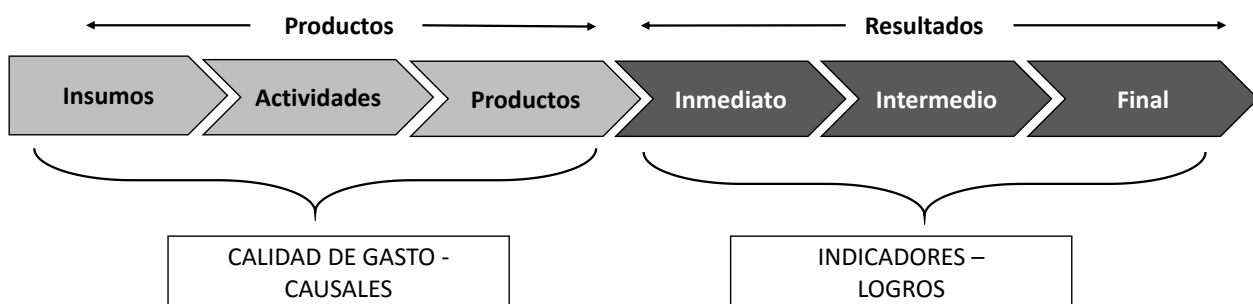 Productos Resultados
Insumos Actividades Productos Inmediato Intermedio Final
CALIDAD DE GASTO -
CAUSALES
INDICADORES –
LOGROS